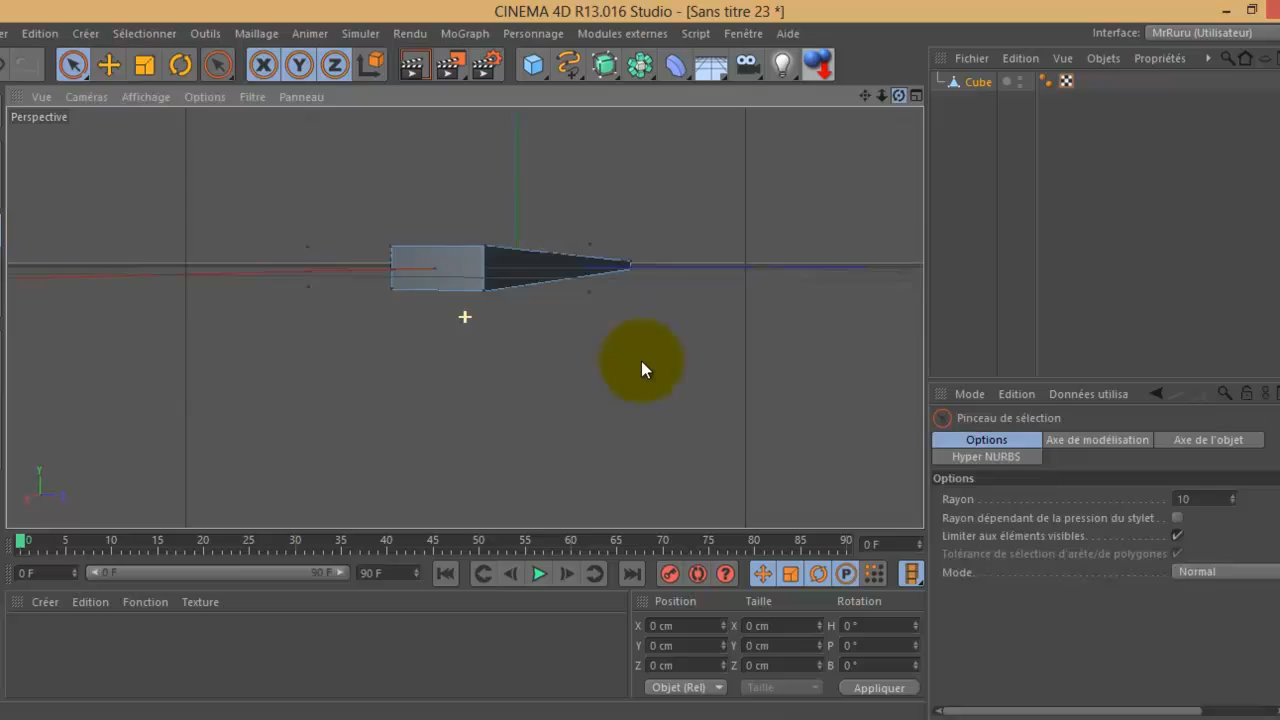 CINEMA 4D R13.016 Studio - [Sans titre 23 *]
Edition Créer Sélectionner Outils Maillage Animer Simuler Rendu MoGraph Personnage Modules externes Script Fenêtre Aide
Interface: MrRuru (Utilisateur)
X Y Z
Fichier Edition Vue Objets Propriétés
Cube
Vue Caméras Affichage Options Filtre Panneau
Perspective
Y
Mode Edition Données utilisa
Pinceau de sélection
Options Axe de modélisation Axe de l'objet
Hyper NURBS
Options
Rayon 10
Rayon dépendant de la pression du stylet
Limiter aux éléments visibles
Tolérance de sélection d'arête/de polygones
Mode Normal
0 5 10 15 20 25 30 35 40 45 50 55 60 65 70 75 80 85 90 0 F
0 F 0 F 90 F 90 F P
Créer Edition Fonction Texture
Position Taille Rotation
X 0 cm X 0 cm H 0 °
Y 0 cm Y 0 cm P 0 °
Z 0 cm Z 0 cm B 0 °
Objet (Rel) Taille Appliquer